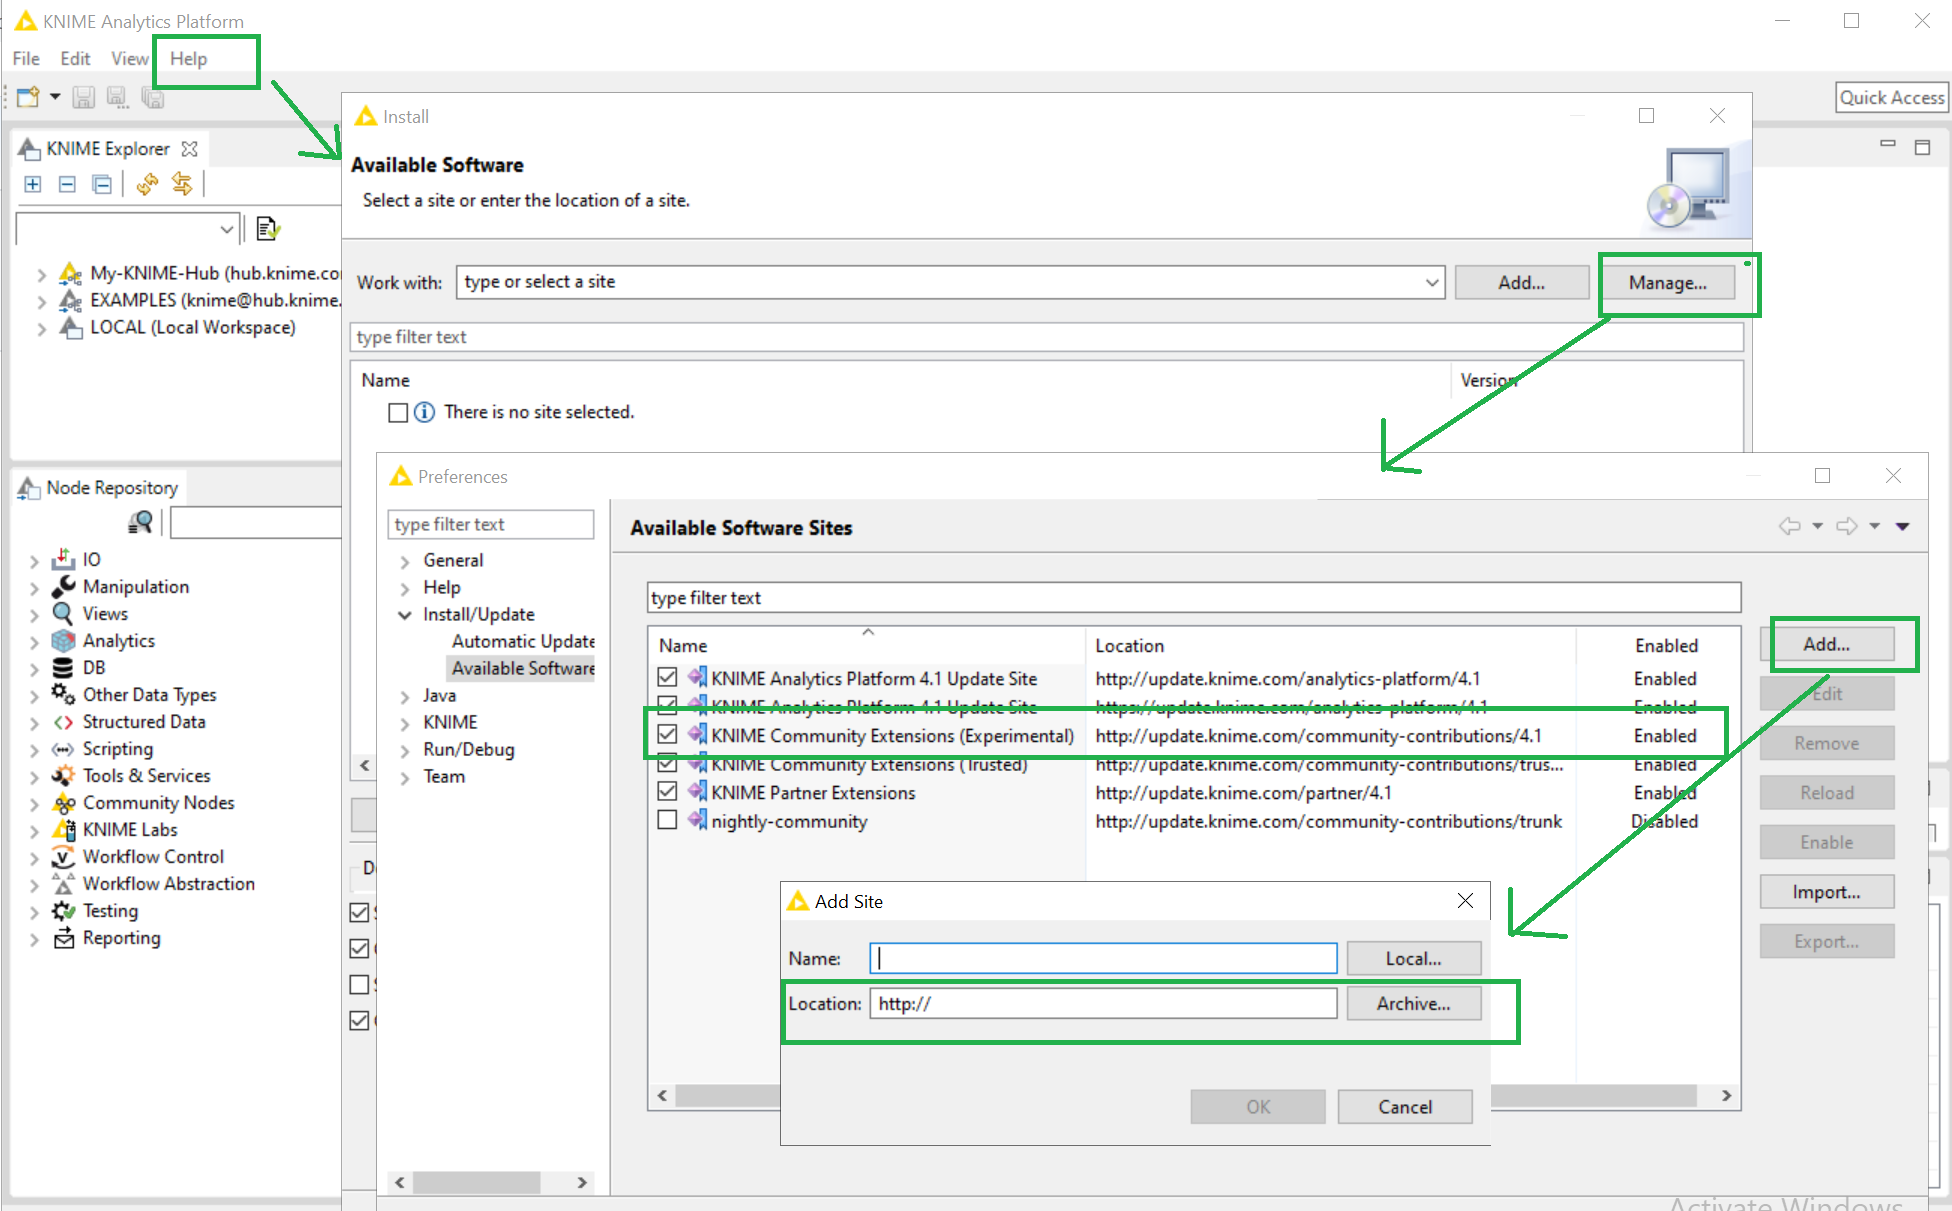 KNIME Analytics Platform
File Edit View Help
Quick Access
KNIME Explorer
My-KNIME-Hub (hub.knime.co
EXAMPLES (knime@hub.knime.
LOCAL (Local Workspace)
Node Repository
IO
Manipulation
Views
Analytics
DB
Other Data Types
Structured Data
Scripting
Tools & Services
Community Nodes
KNIME Labs
Workflow Control
Workflow Abstraction
Testing
Reporting
Install
Available Software
Select a site or enter the location of a site.
Work with: type or select a site Add... Manage...
type filter text
Name Version
There is no site selected.
Preferences
type filter text
General
Help
Install/Update
Automatic Update
Available Software
Java
KNIME
Run/Debug
Team
Available Software Sites
type filter text
Name Location Enabled
KNIME Analytics Platform 4.1 Update Site http://update.knime.com/analytics-platform/4.1 Enabled
KNIME Analytics Platform 4.1 Update Site https://update.knime.com/analytics-platform/4.1 Enabled
KNIME Community Extensions (Experimental) http://update.knime.com/community-contributions/4.1 Enabled
KNIME Community Extensions (Trusted) http://update.knime.com/community-contributions/trus... Enabled
KNIME Partner Extensions http://update.knime.com/partner/4.1 Enabled
nightly-community http://update.knime.com/community-contributions/trunk Disabled
Add...
Edit
Remove
Reload
Enable
Import...
Export...
Add Site
Name: Local...
Location: http:// Archive...
OK Cancel
Activate Windows